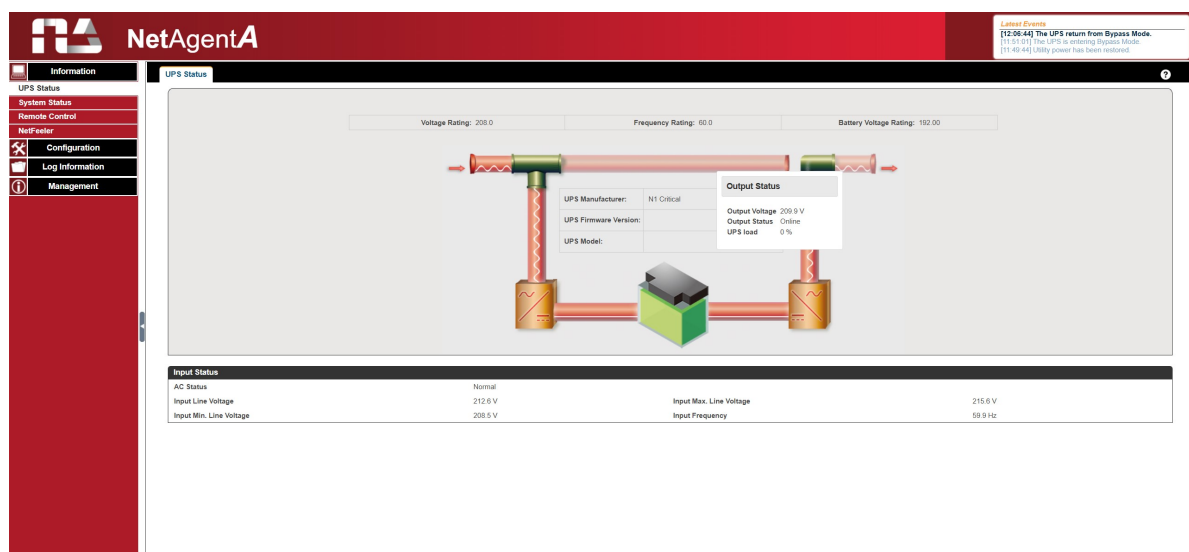 NetAgentA
Latest Events
[12:06:44] The UPS return from Bypass Mode.
[11:51:01] The UPS is entering Bypass Mode.
[11:49:44] Utility power has been restored.
Information
UPS Status
System Status
Remote Control
NetFeeler
Configuration
Log Information
Management
UPS Status
?
Voltage Rating: 208.0
Frequency Rating: 60.0
Battery Voltage Rating: 192.00
UPS Manufacturer: N1 Critical
UPS Firmware Version:
UPS Model:
Output Status
Output Voltage 209.9 V
Output Status Online
UPS load 0 %
Input Status
AC Status Normal
Input Line Voltage 212.6 V Input Max. Line Voltage 215.6 V
Input Min. Line Voltage 208.5 V Input Frequency 59.9 Hz